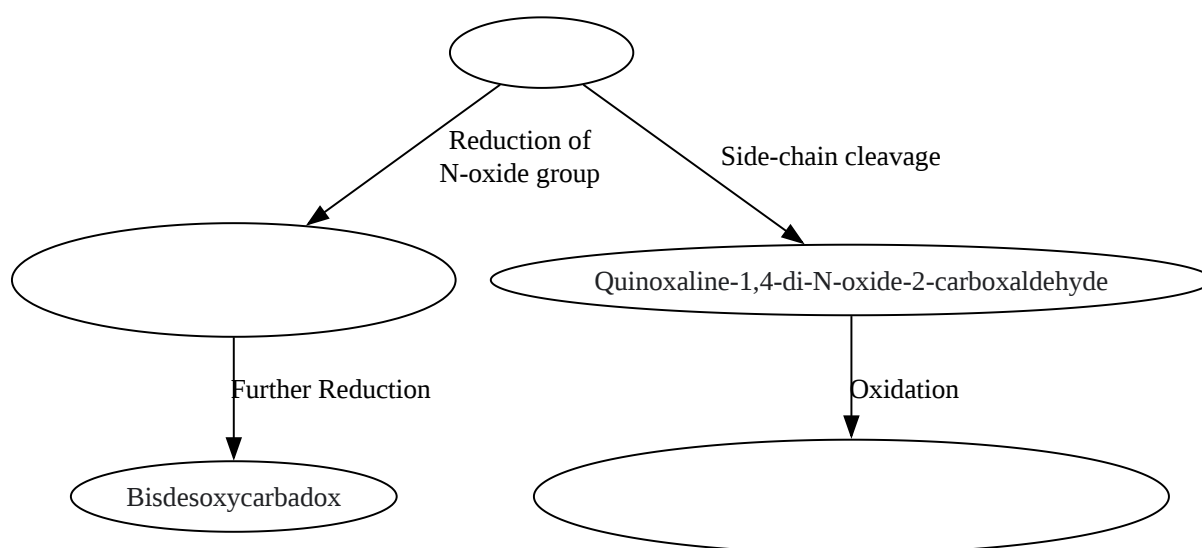 Reduction of
N-oxide group
Side-chain cleavage
Quinoxaline-1,4-di-N-oxide-2-carboxaldehyde
Further Reduction
Oxidation
Bisdesoxycarbadox